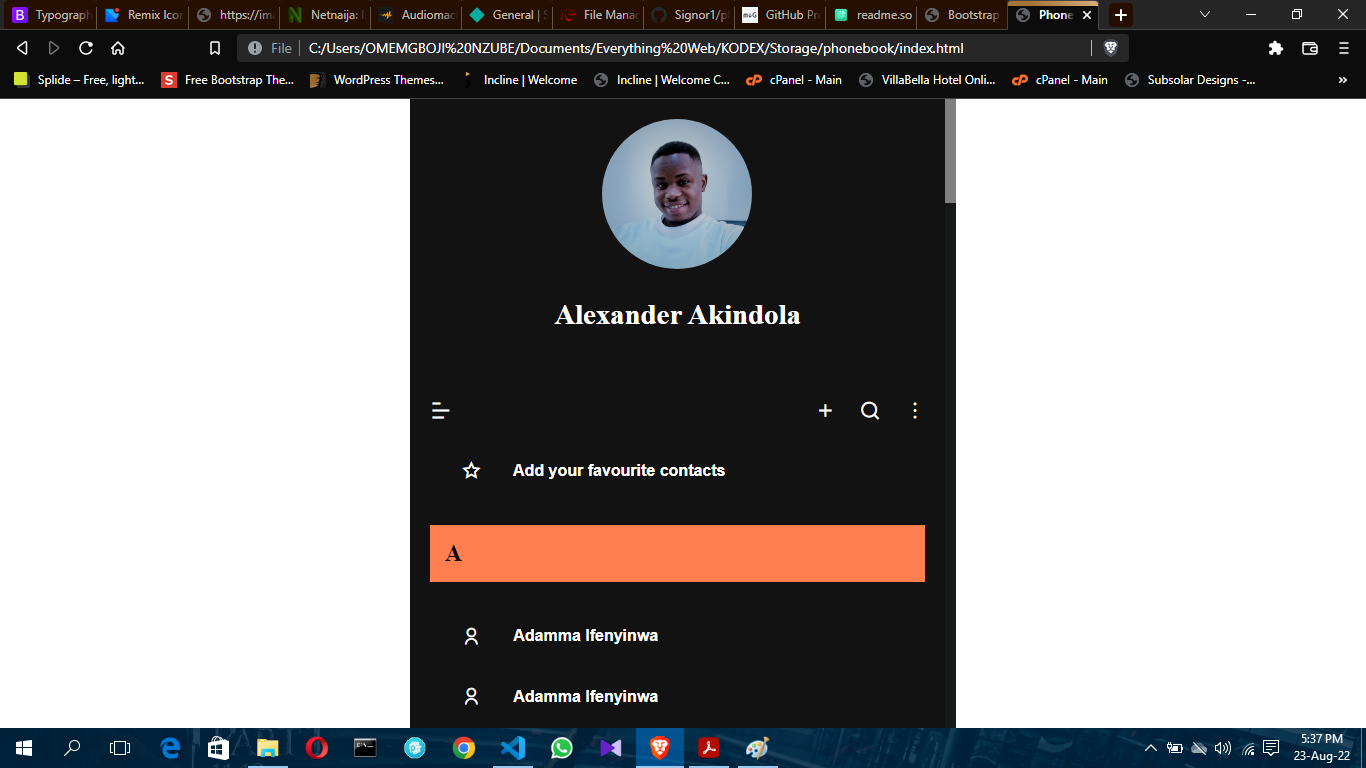 Typograph
Remix Icon
https://im
Netnaija:
Audiomac
General | S
File Manag
Signor1/p
GitHub Pr
readme.so
Bootstrap
Phone
File
C:/Users/OMEMGBOJI%20NZUBE/Documents/Everything%20Web/KODEX/Storage/phonebook/index.html
Splide – Free, light...
Free Bootstrap The...
WordPress Themes...
Incline | Welcome
Incline | Welcome C...
cPanel - Main
VillaBella Hotel Onli...
cPanel - Main
Subsolar Designs -...
Alexander Akindola
Add your favourite contacts
A
Adamma Ifenyinwa
Adamma Ifenyinwa
5:37 PM
23-Aug-22